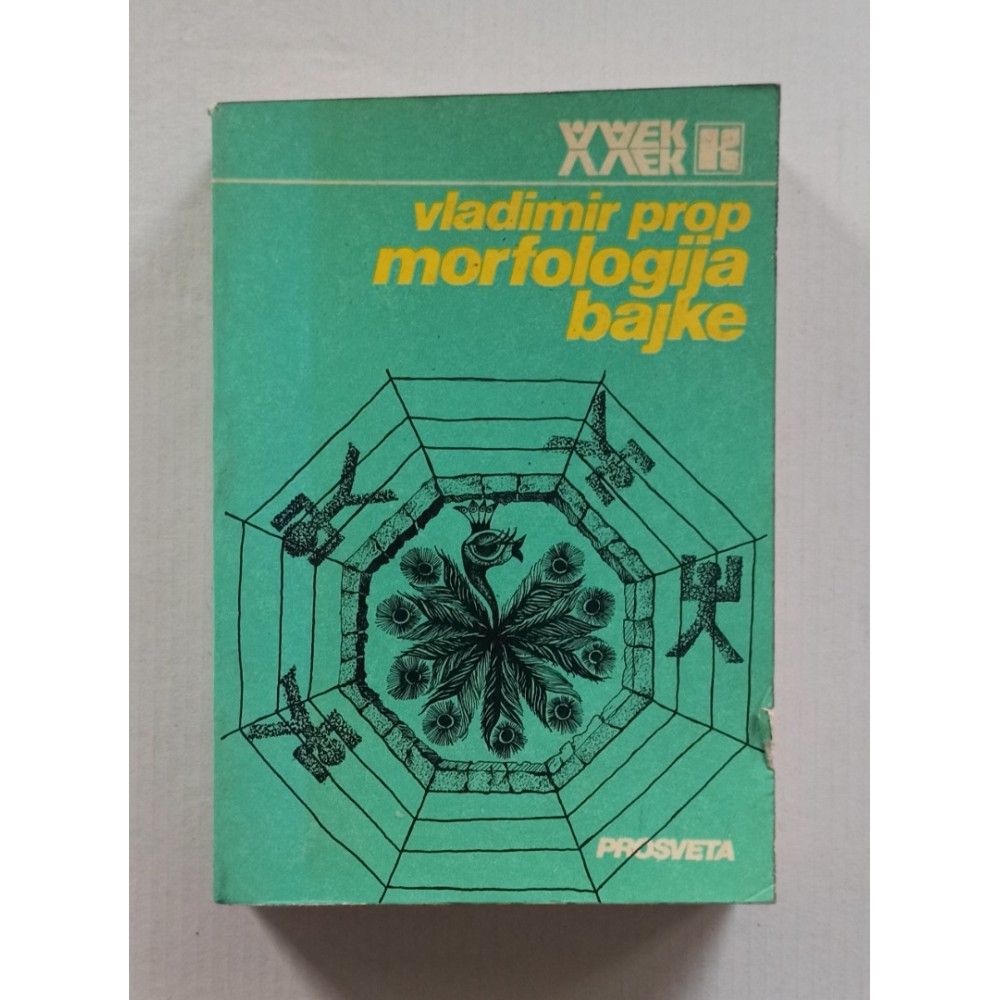 XX VEK K
vladimir prop
morfologija
bajke
PROSVETA